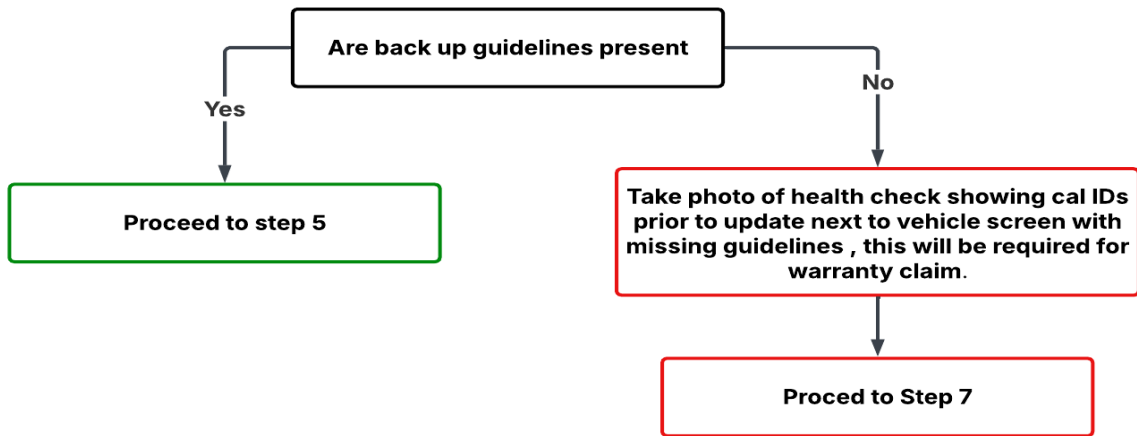 Are back up guidelines present
Yes
No
Proceed to step 5
Take photo of health check showing cal IDs
prior to update next to vehicle screen with
missing guidelines , this will be required for
warranty claim.
Proced to Step 7